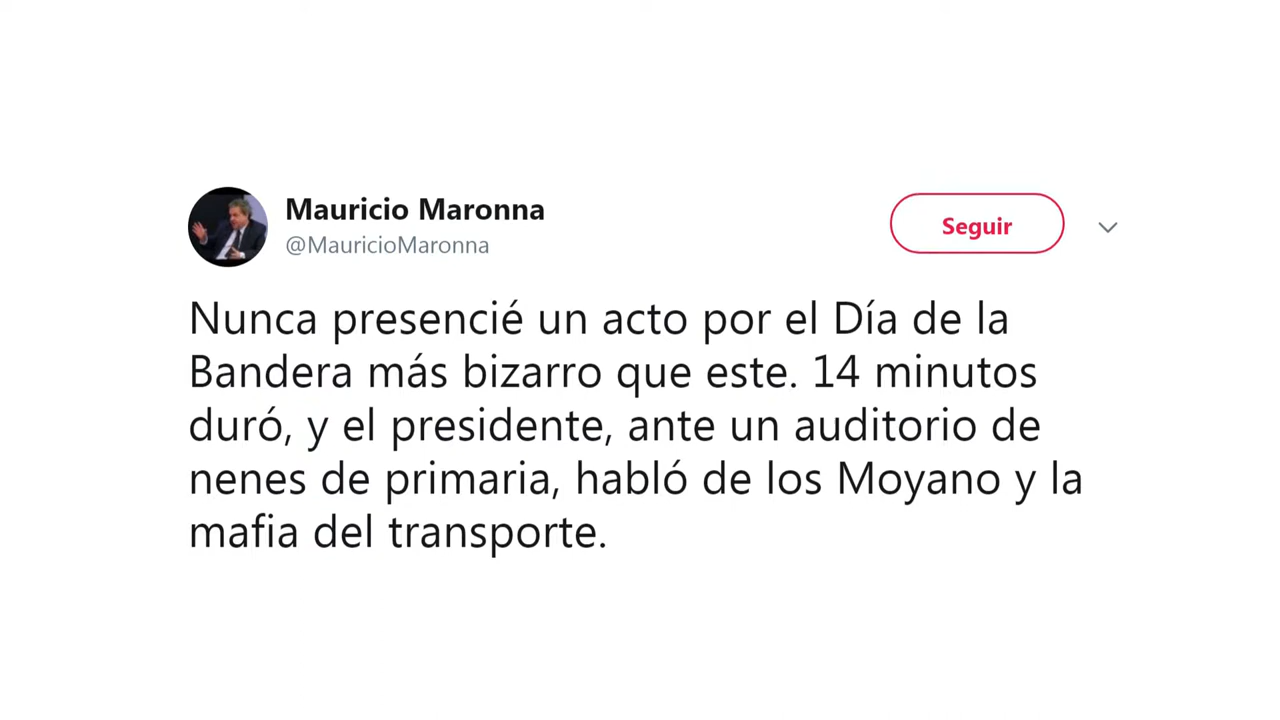 Mauricio Maronna
@MauricioMaronna
Seguir
Nunca presencié un acto por el Día de la
Bandera más bizarro que este. 14 minutos
duró, y el presidente, ante un auditorio de
nenes de primaria, habló de los Moyano y la
mafia del transporte.